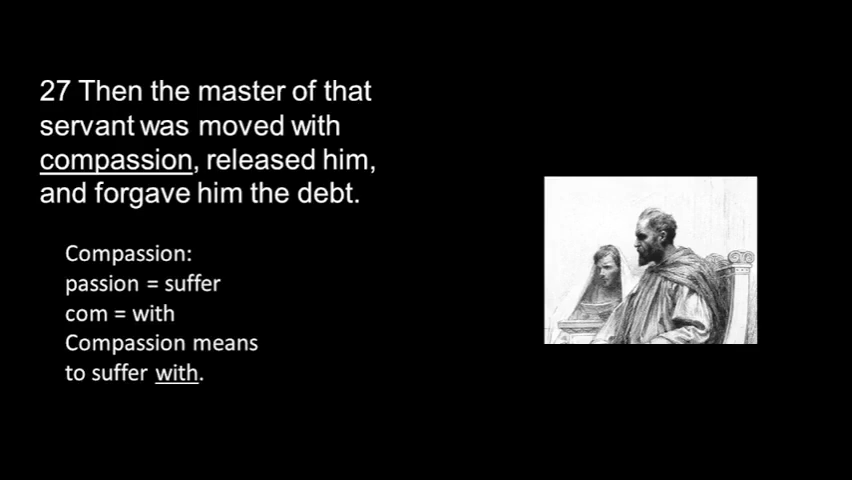 27 Then the master of that
servant was moved with
compassion, released him,
and forgave him the debt.
Compassion:
passion = suffer
com = with
Compassion means
to suffer with.